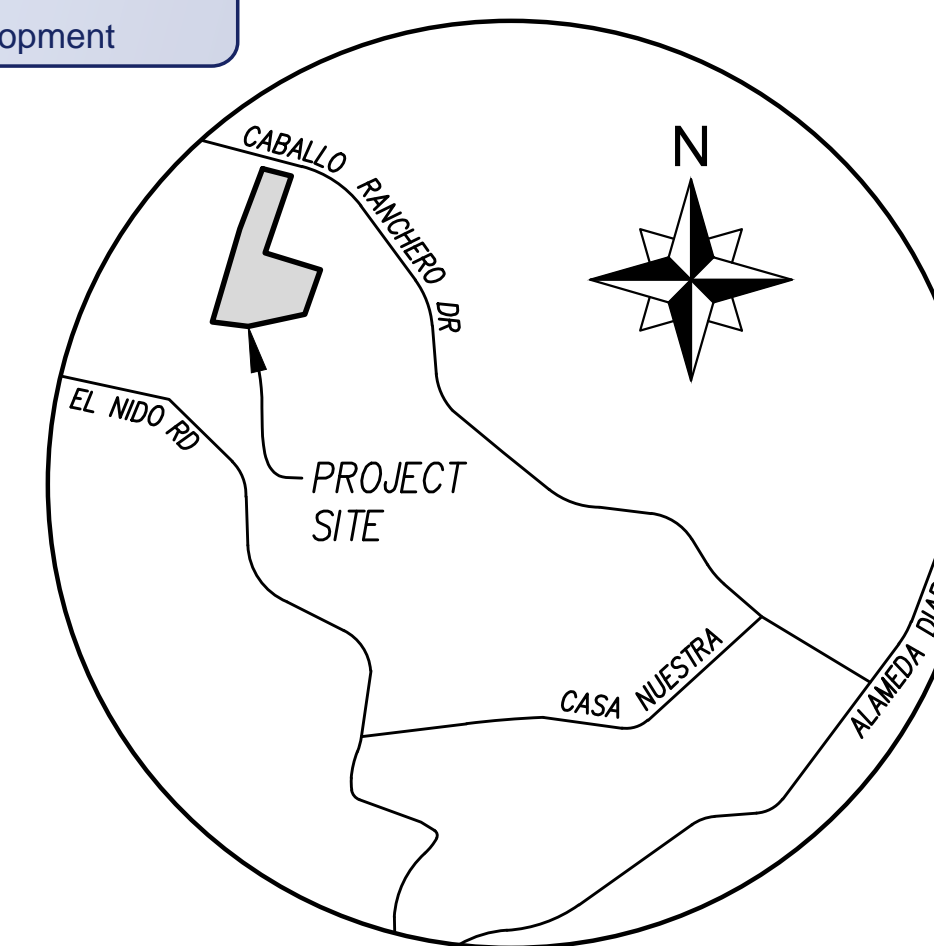 opment
N
CABALLO RANCHERO DR
EL NIDO RD
PROJECT
SITE
CASA NUESTRA
ALAMEDA